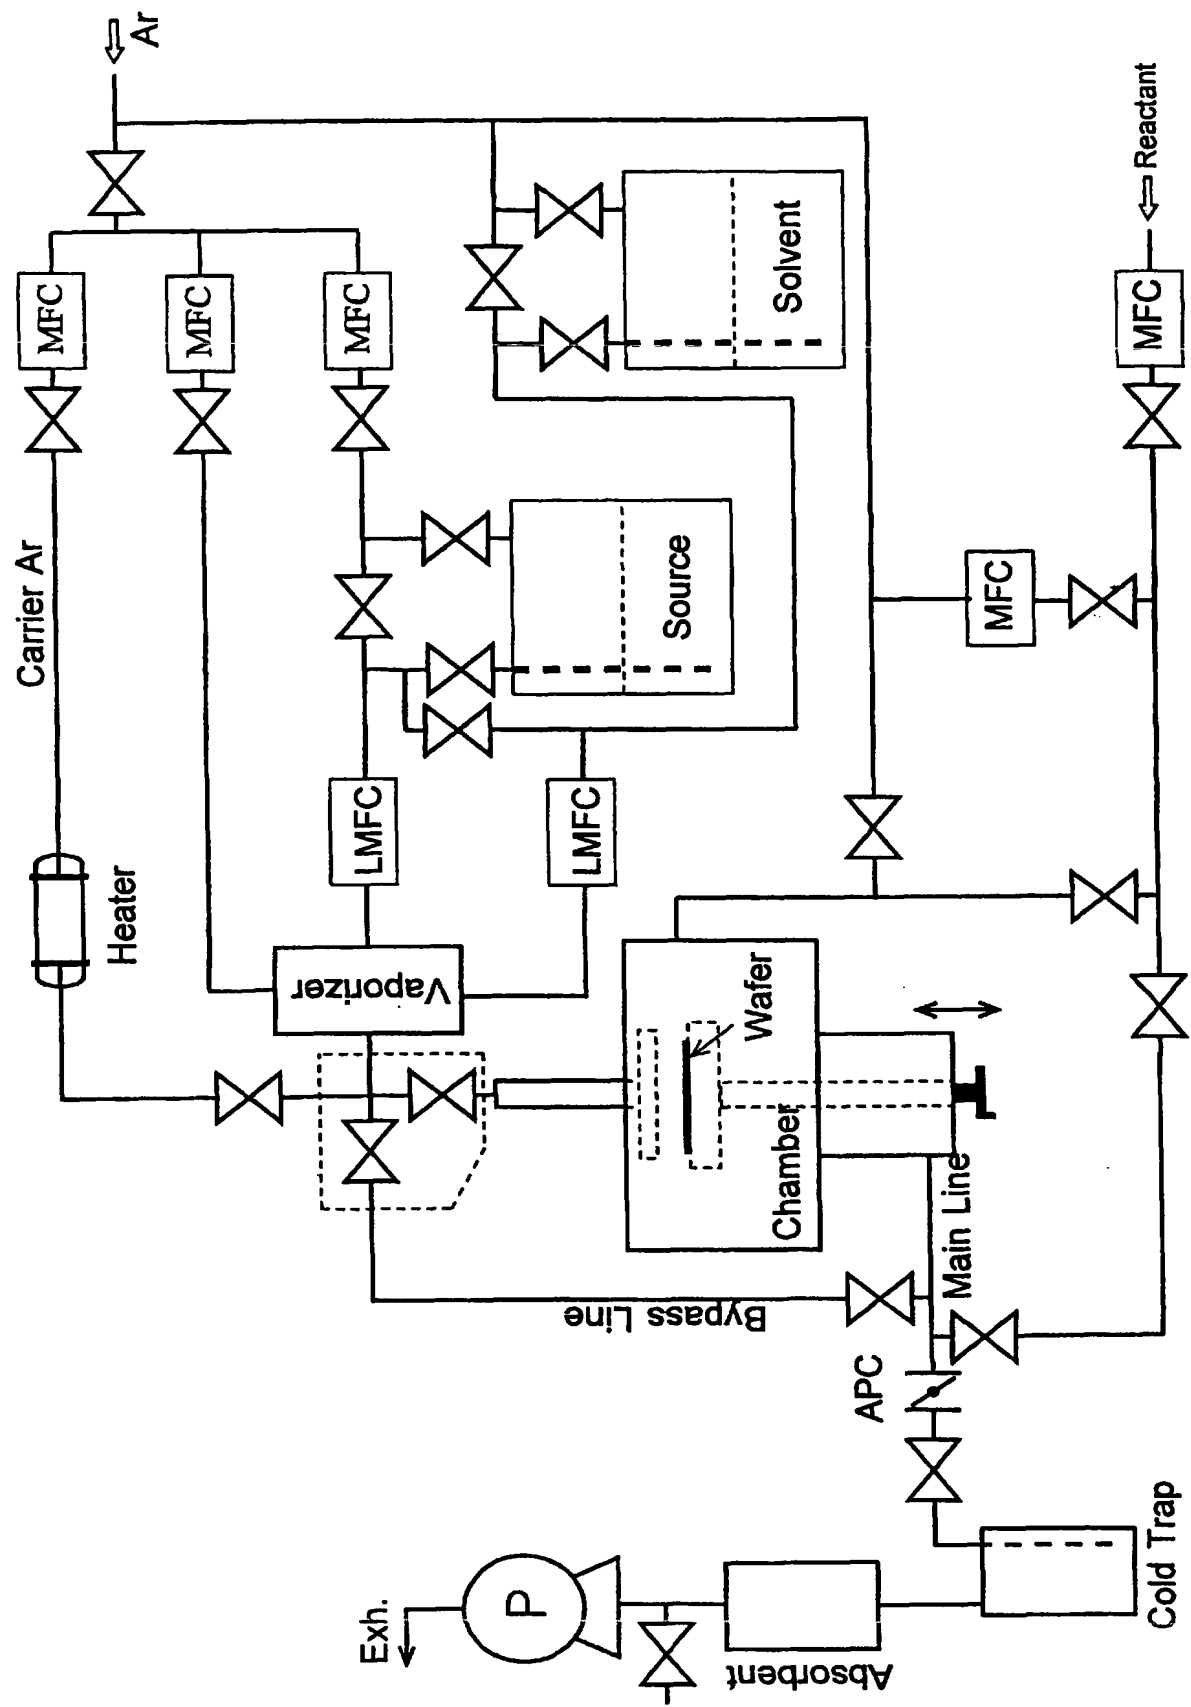 Ar
Reactant
MFC
MFC
MFC
MFC
MFC
Solvent
Source
Carrier Ar
Heater
LMFC
LMFC
Vaporizer
Wafer
Chamber
Main Line
Bypass Line
APC
Cold Trap
Absorbent
P
Exh.